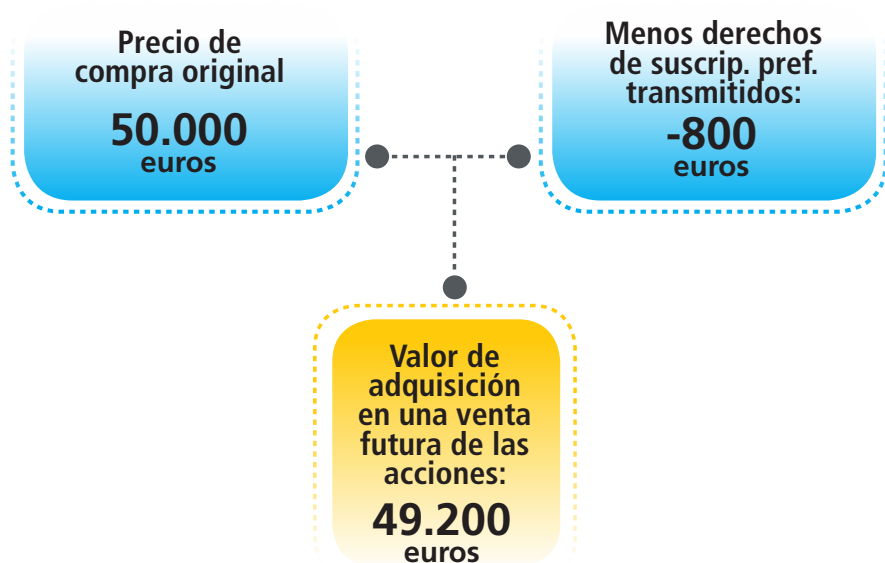 Precio de
compra original
50.000
euros
Menos derechos
de suscrip. pref.
transmitidos:
-800
euros
Valor de
adquisición
en una venta
futura de las
acciones:
49.200
euros